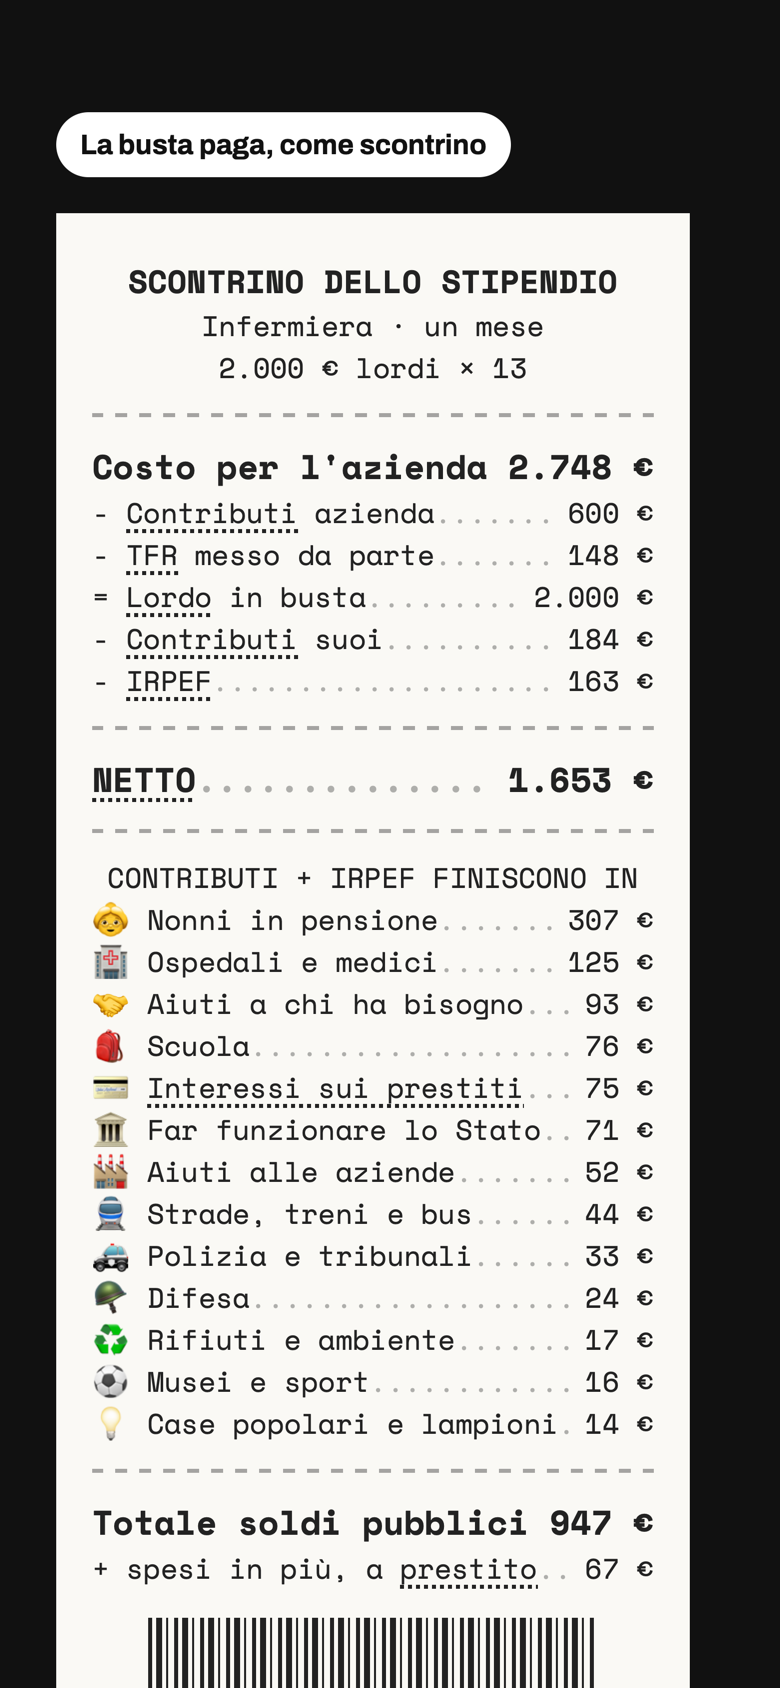 La busta paga, come scontrino
SCONTRINO DELLO STIPENDIO
Infermiera · un mese
2.000 € lordi × 13
Costo per l'azienda 2.748 €
- Contributi azienda....... 600 €
- TFR messo da parte....... 148 €
= Lordo in busta......... 2.000 €
- Contributi suoi.......... 184 €
- IRPEF.................... 163 €
NETTO.............. 1.653 €
CONTRIBUTI + IRPEF FINISCONO IN
👵 Nonni in pensione....... 307 €
🏥 Ospedali e medici....... 125 €
🤝 Aiuti a chi ha bisogno... 93 €
🎒 Scuola................... 76 €
💳 Interessi sui prestiti... 75 €
🏛️ Far funzionare lo Stato.. 71 €
🏭 Aiuti alle aziende....... 52 €
🚆 Strade, treni e bus...... 44 €
🚓 Polizia e tribunali...... 33 €
🪖 Difesa................... 24 €
♻️ Rifiuti e ambiente....... 17 €
⚽ Musei e sport............ 16 €
💡 Case popolari e lampioni. 14 €
Totale soldi pubblici 947 €
+ spesi in più, a prestito.. 67 €